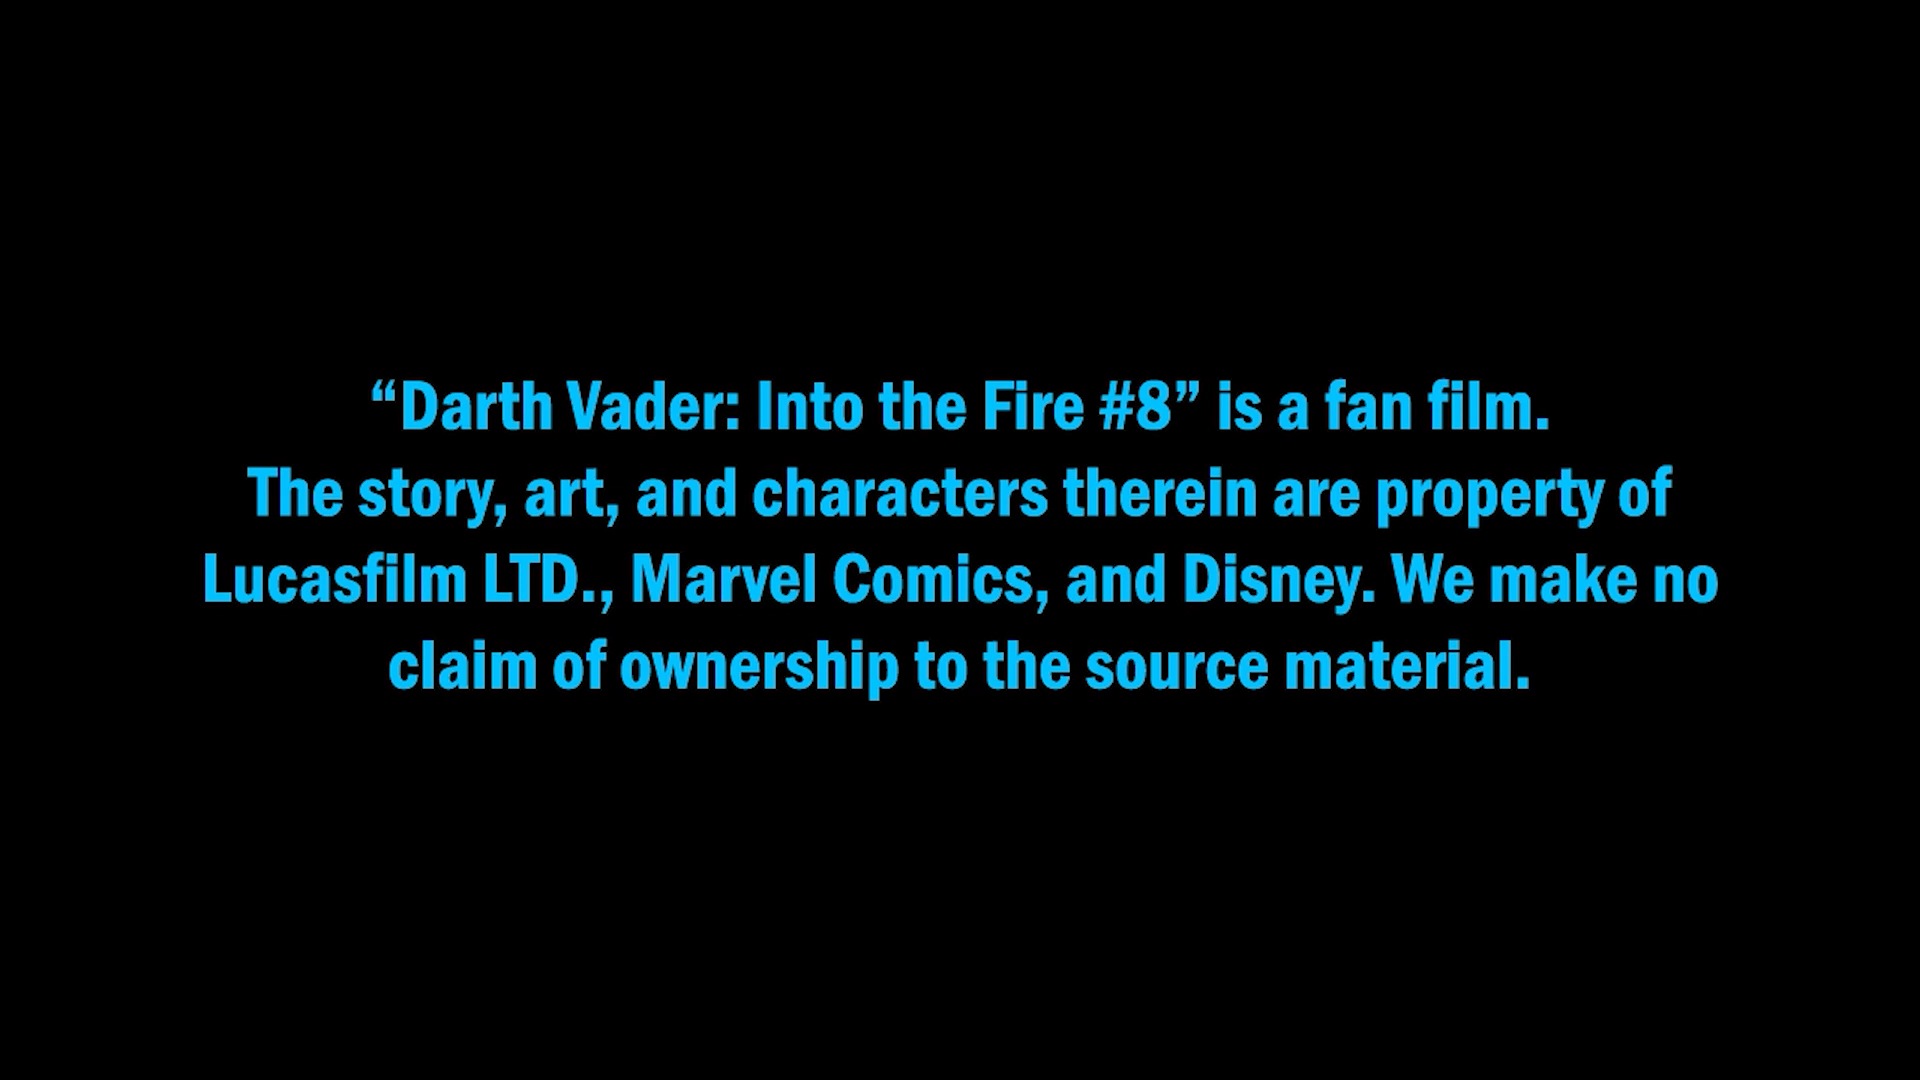 “Darth Vader: Into the Fire #8” is a fan film.
The story, art, and characters therein are property of
Lucasfilm LTD., Marvel Comics, and Disney. We make no
claim of ownership to the source material.